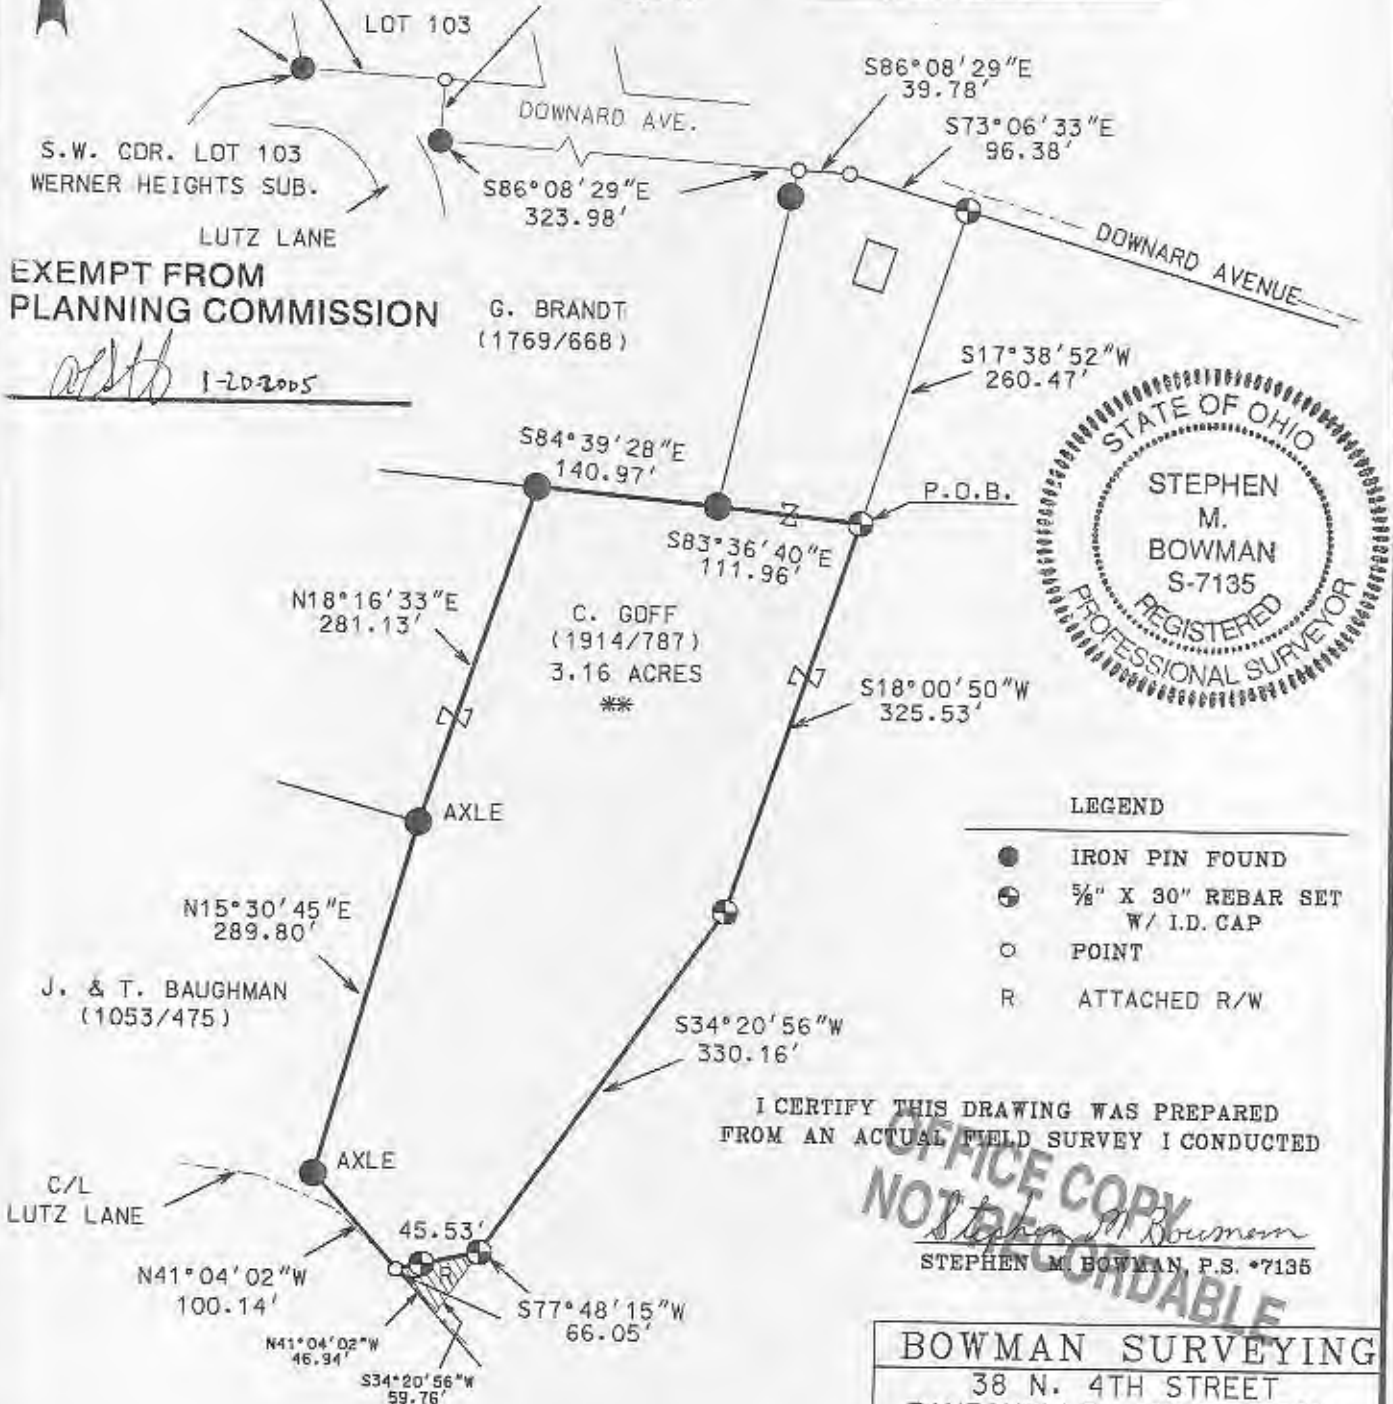 LOT 103
S86°08'29"E
39.78'
DOWNARD AVE.
S73°06'33"E
96.38'
S.W. COR. LOT 103
WERNER HEIGHTS SUB.
S86°08'29"E
323.98'
LUTZ LANE
DOWNARD AVENUE
EXEMPT FROM
PLANNING COMMISSION
1-20-2005
G. BRANDT
(1769/668)
S17°38'52"W
260.47'
STATE OF OHIO
STEPHEN
M.
BOWMAN
S-7135
REGISTERED
PROFESSIONAL SURVEYOR
S84°39'28"E
140.97'
P.O.B.
S83°36'40"E
111.96'
N18°16'33"E
281.13'
C. GOFF
(1914/787)
3.16 ACRES
**
S18°00'50"W
325.53'
AXLE
LEGEND
IRON PIN FOUND
5/8" X 30" REBAR SET
W/ I.D. CAP
POINT
R ATTACHED R/W
N15°30'45"E
289.80'
J. & T. BAUGHMAN
(1053/475)
S34°20'56"W
330.16'
I CERTIFY THIS DRAWING WAS PREPARED
FROM AN ACTUAL FIELD SURVEY I CONDUCTED
OFFICE COPY
NOT RECORDABLE
Stephen M Bowman
STEPHEN M. BOWMAN, P.S. #7135
AXLE
C/L
LUTZ LANE
45.53'
R
N41°04'02"W
100.14'
S77°48'15"W
66.05'
N41°04'02"W
46.94'
S34°20'56"W
59.76'
BOWMAN SURVEYING
38 N. 4TH STREET